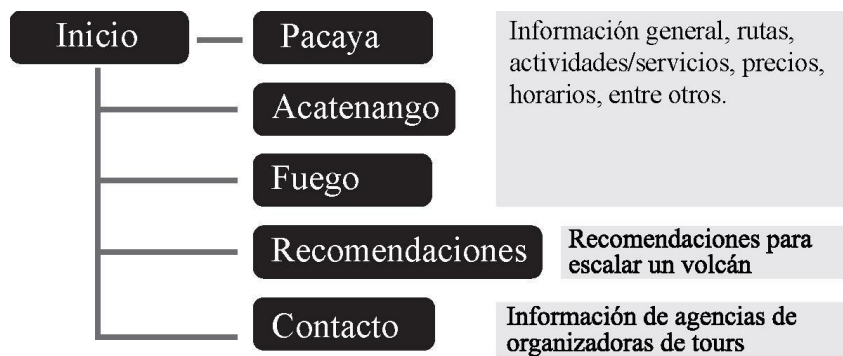 Inicio
Pacaya
Información general, rutas,
actividades/servicios, precios,
horarios, entre otros.
Acatenango
Fuego
Recomendaciones
Recomendaciones para
escalar un volcán
Contacto
Información de agencias de
organizadoras de tours